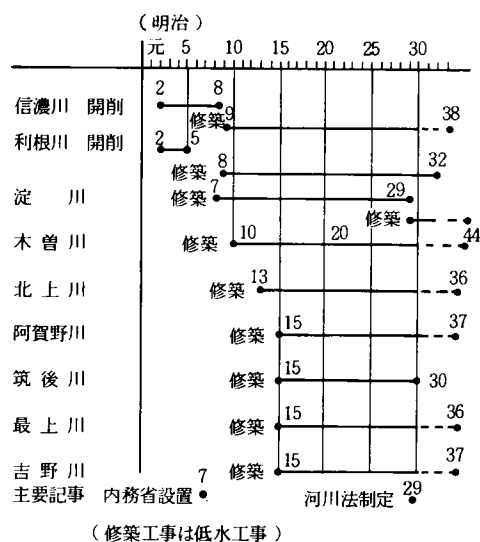 (明治)
元 5 10 15 20 25 30
信濃川 開削 2 8
修築 9 38
利根川 開削 2 5
修築 8 32
淀川 修築 7 29
修築
木曽川 修築 10 20 44
北上川 修築 13 36
阿賀野川 修築 15 37
筑後川 修築 15 30
最上川 修築 15 36
吉野川 修築 15 37
主要記事 内務省設置 7 河川法制定 29
(修築工事は低水工事)